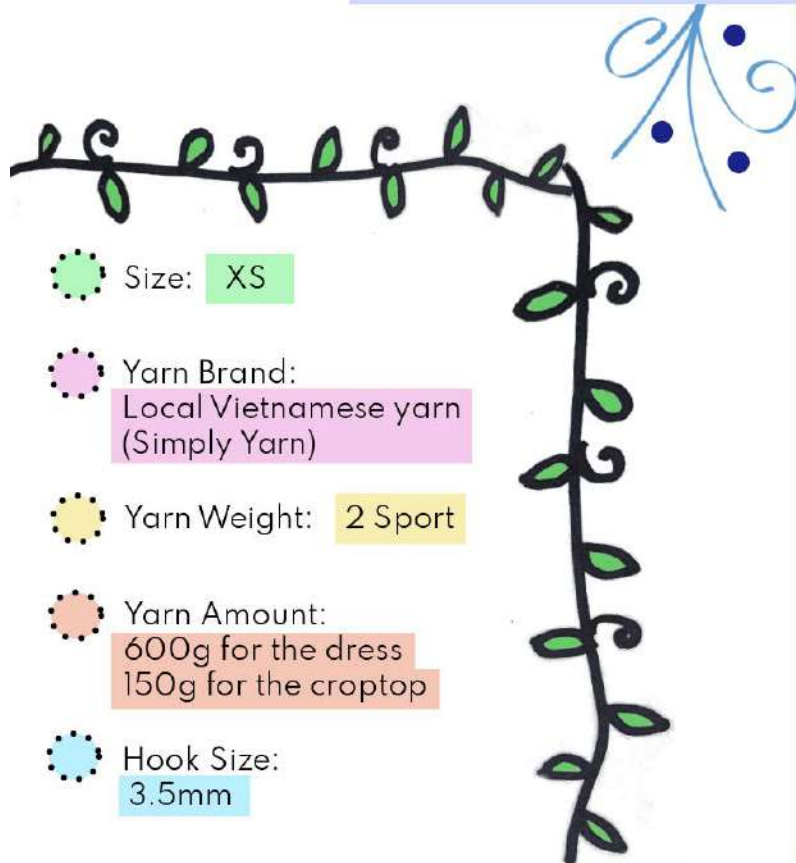 Size: XS
Yarn Brand:
Local Vietnamese yarn
(Simply Yarn)
Yarn Weight: 2 Sport
Yarn Amount:
600g for the dress
150g for the croptop
Hook Size:
3.5mm